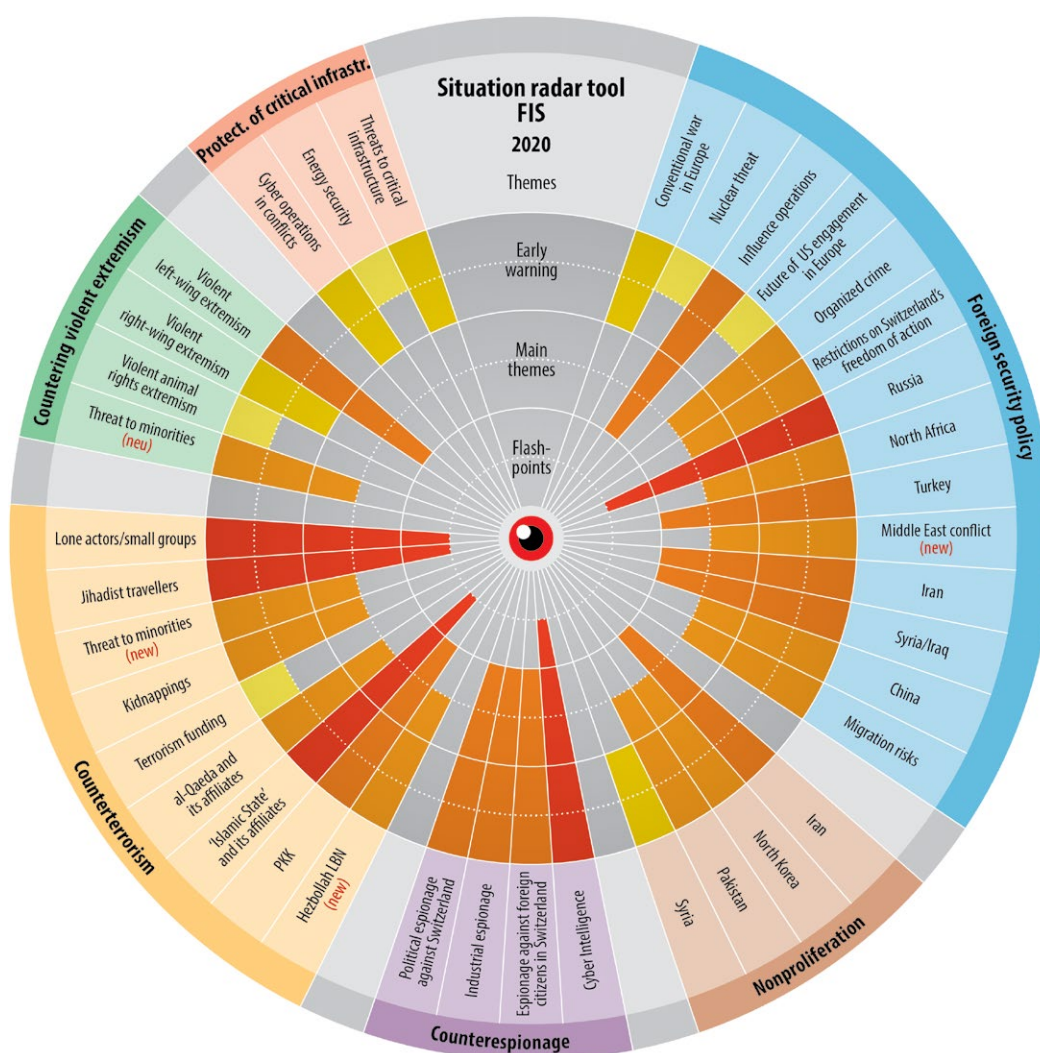 Situation radar tool
FIS
2020
Themes
Early
warning
Main
themes
Flash-
points
Foreign security policy
Conventional war
in Europe
Nuclear threat
Influence operations
Future of US engagement
in Europe
Organized crime
Restrictions on Switzerland's
freedom of action
Russia
North Africa
Turkey
Middle East conflict
(new)
Iran
Syria/Iraq
China
Migration risks
Nonproliferation
Iran
North Korea
Pakistan
Syria
Counterespionage
Cyber Intelligence
Espionage against foreign
citizens in Switzerland
Industrial espionage
Political espionage
against Switzerland
Counterterrorism
Hezbollah LBN
(new)
PKK
‘Islamic State’
and its affiliates
al-Qaeda and
its affiliates
Terrorism funding
Kidnappings
Threat to minorities
(new)
Jihadist travellers
Lone actors/small groups
Countering violent extremism
Threat to minorities
(neu)
Violent animal
rights extremism
Violent
right-wing extremism
Violent
left-wing extremism
Protect. of critical infrastr.
Cyber operations
in conflicts
Energy security
Threats to critical
infrastructure